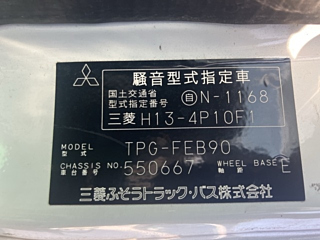 騒音型式指定車
国土交通省
型式指定番号 自N-1168
三菱 H13-4P10F1
MODEL 型式 TPG-FEB90
CHASSIS NO. 車台番号 550667 WHEEL BASE 軸距 E
三菱ふそうトラック・バス株式会社